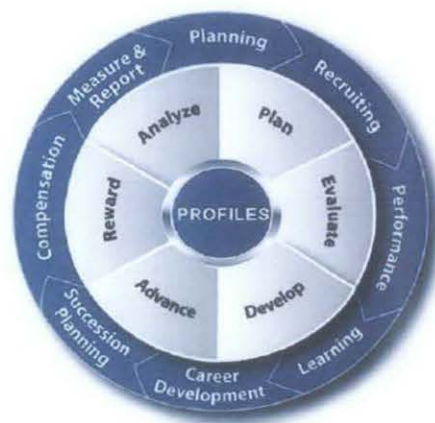 Planning
Recruiting
Performance
Learning
Career
Development
Succession
Planning
Compensation
Measure &
Report
Plan
Evaluate
Develop
Advance
Reward
Analyze
PROFILES